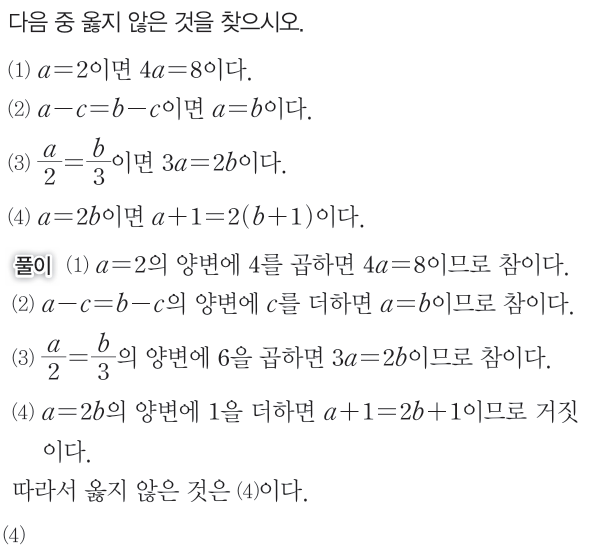 다음 중 옳지 않은 것을 찾으시오.
⑴ a=2이면 4a=8이다.
⑵ a-c=b-c이면 a=b이다.
⑶ a/2=b/3이면 3a=2b이다.
⑷ a=2b이면 a+1=2(b+1)이다.
풀이 ⑴ a=2의 양변에 4를 곱하면 4a=8이므로 참이다.
⑵ a-c=b-c의 양변에 c를 더하면 a=b이므로 참이다.
⑶ a/2=b/3의 양변에 6을 곱하면 3a=2b이므로 참이다.
⑷ a=2b의 양변에 1을 더하면 a+1=2b+1이므로 거짓
이다.
따라서 옳지 않은 것은 ⑷이다.
⑷